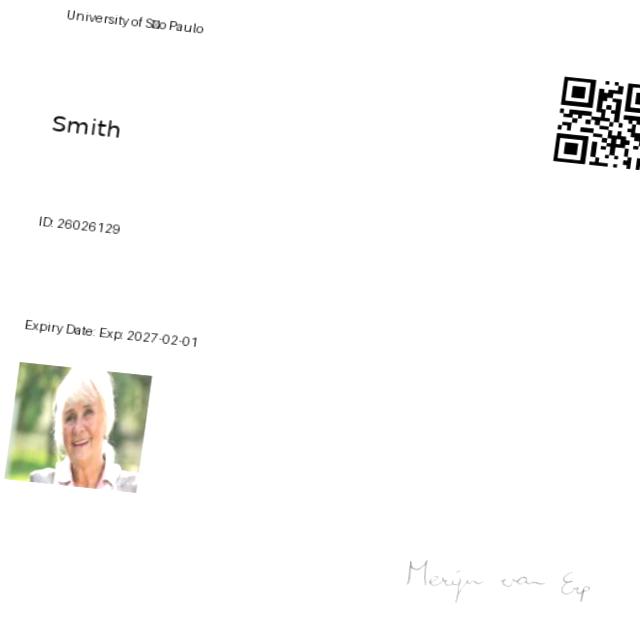 University of São Paulo
Smith
ID: 26026129
Expiry Date: Exp: 2027-02-01
Merijn van Erp